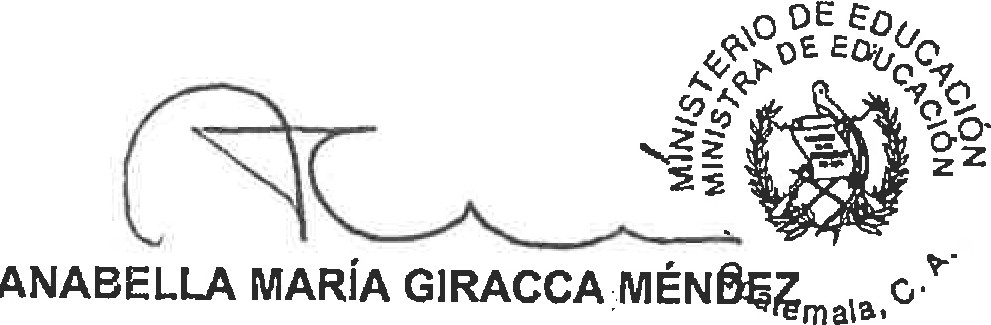 MINISTERIO DE EDUCACIÓN
MINISTRA DE EDUCACIÓN
ANABELLA MARÍA GIRACCA MÉNDEZ
Guatemala, C. A.